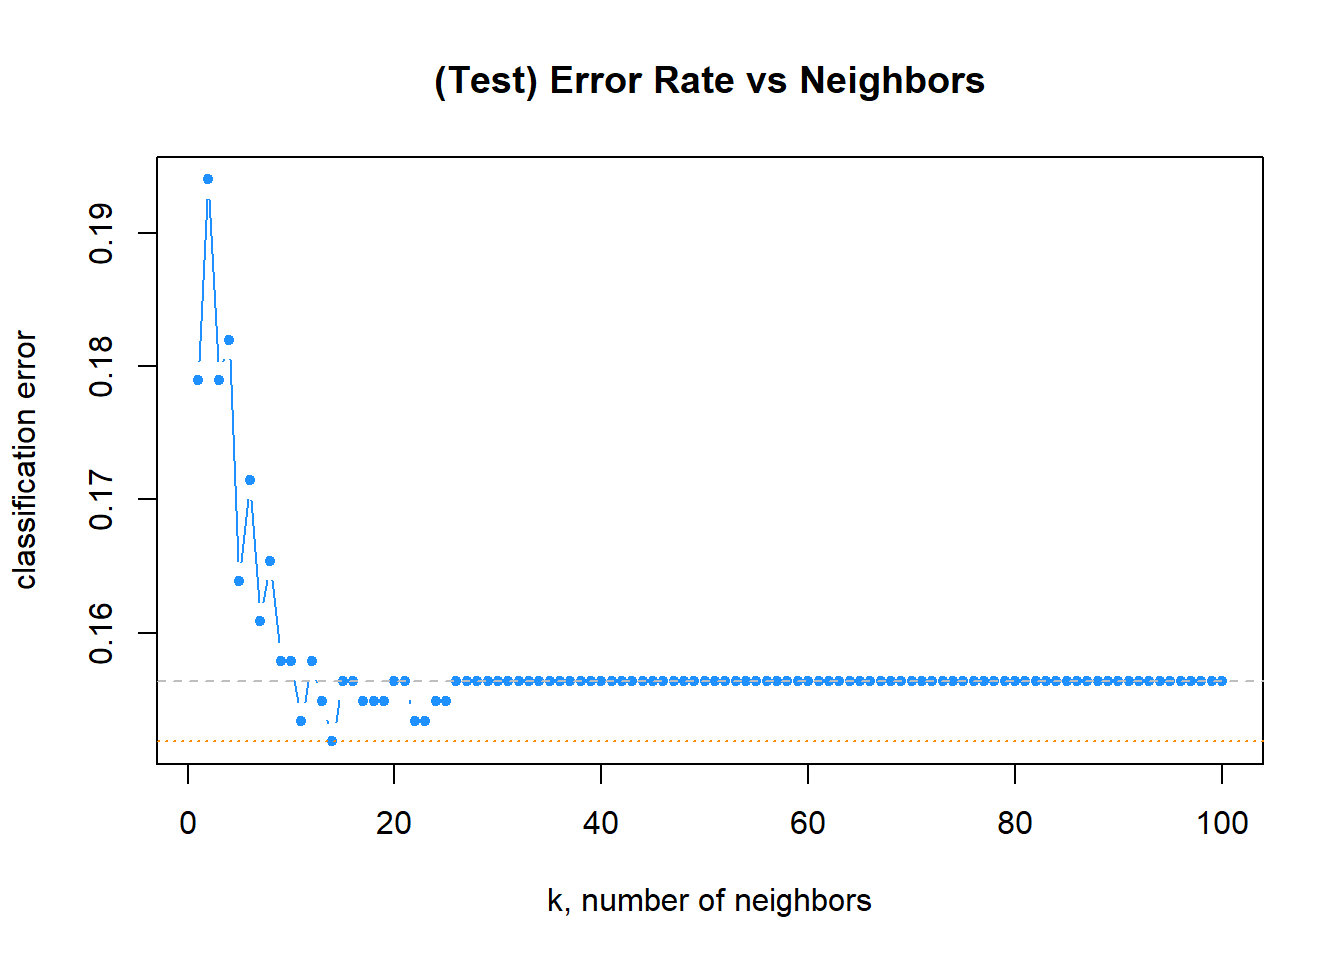 (Test) Error Rate vs Neighbors
classification error
0.19
0.18
0.17
0.16
0 20 40 60 80 100
k, number of neighbors